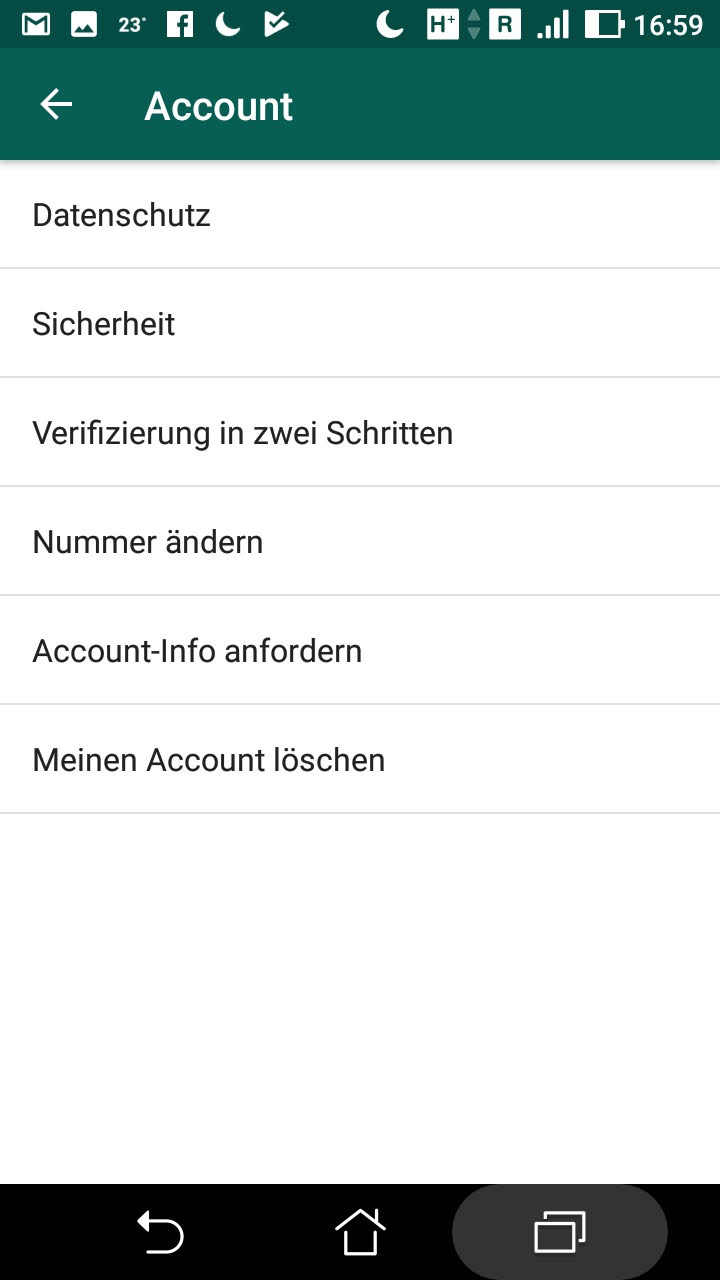 23° H+ R 16:59
Account
Datenschutz
Sicherheit
Verifizierung in zwei Schritten
Nummer ändern
Account-Info anfordern
Meinen Account löschen